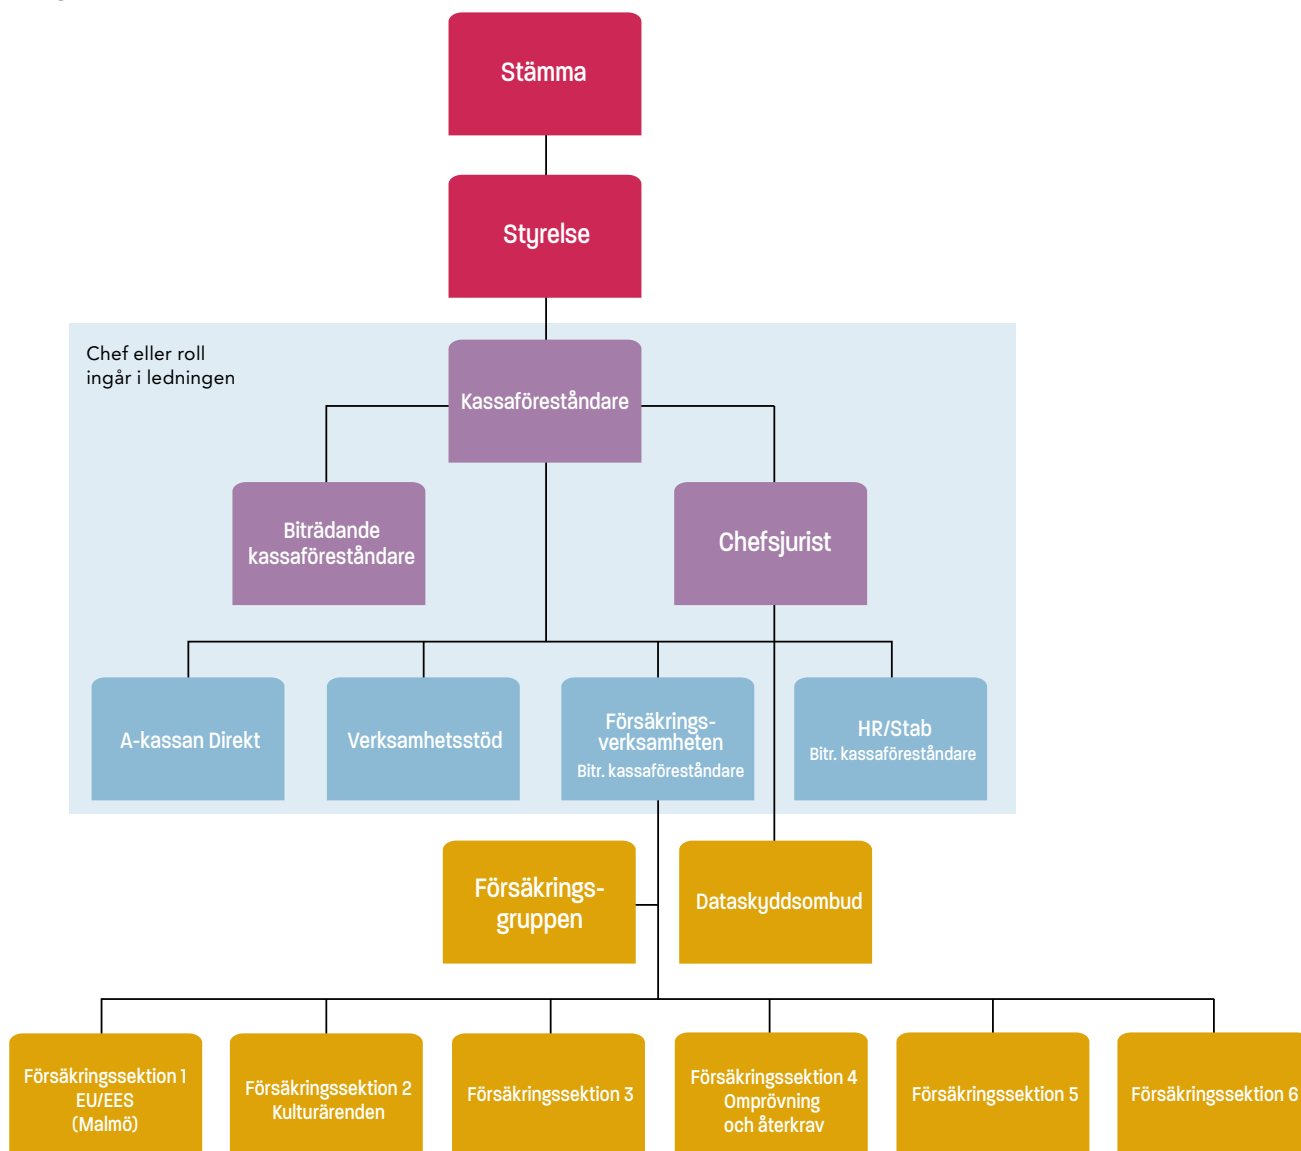 Stämma
Styrelse
Chef eller roll
ingår i ledningen
Kassaföreståndare
Biträdande
kassaföreståndare
Chefsjurist
A-kassan Direkt
Verksamhetsstöd
Försäkrings-
verksamheten
Bitr. kassaföreståndare
HR/Stab
Bitr. kassaföreståndare
Försäkrings-
gruppen
Dataskyddsombud
Försäkringssektion 1
EU/EES
(Malmö)
Försäkringssektion 2
Kulturärenden
Försäkringssektion 3
Försäkringssektion 4
Omprövning
och återkrav
Försäkringssektion 5
Försäkringssektion 6